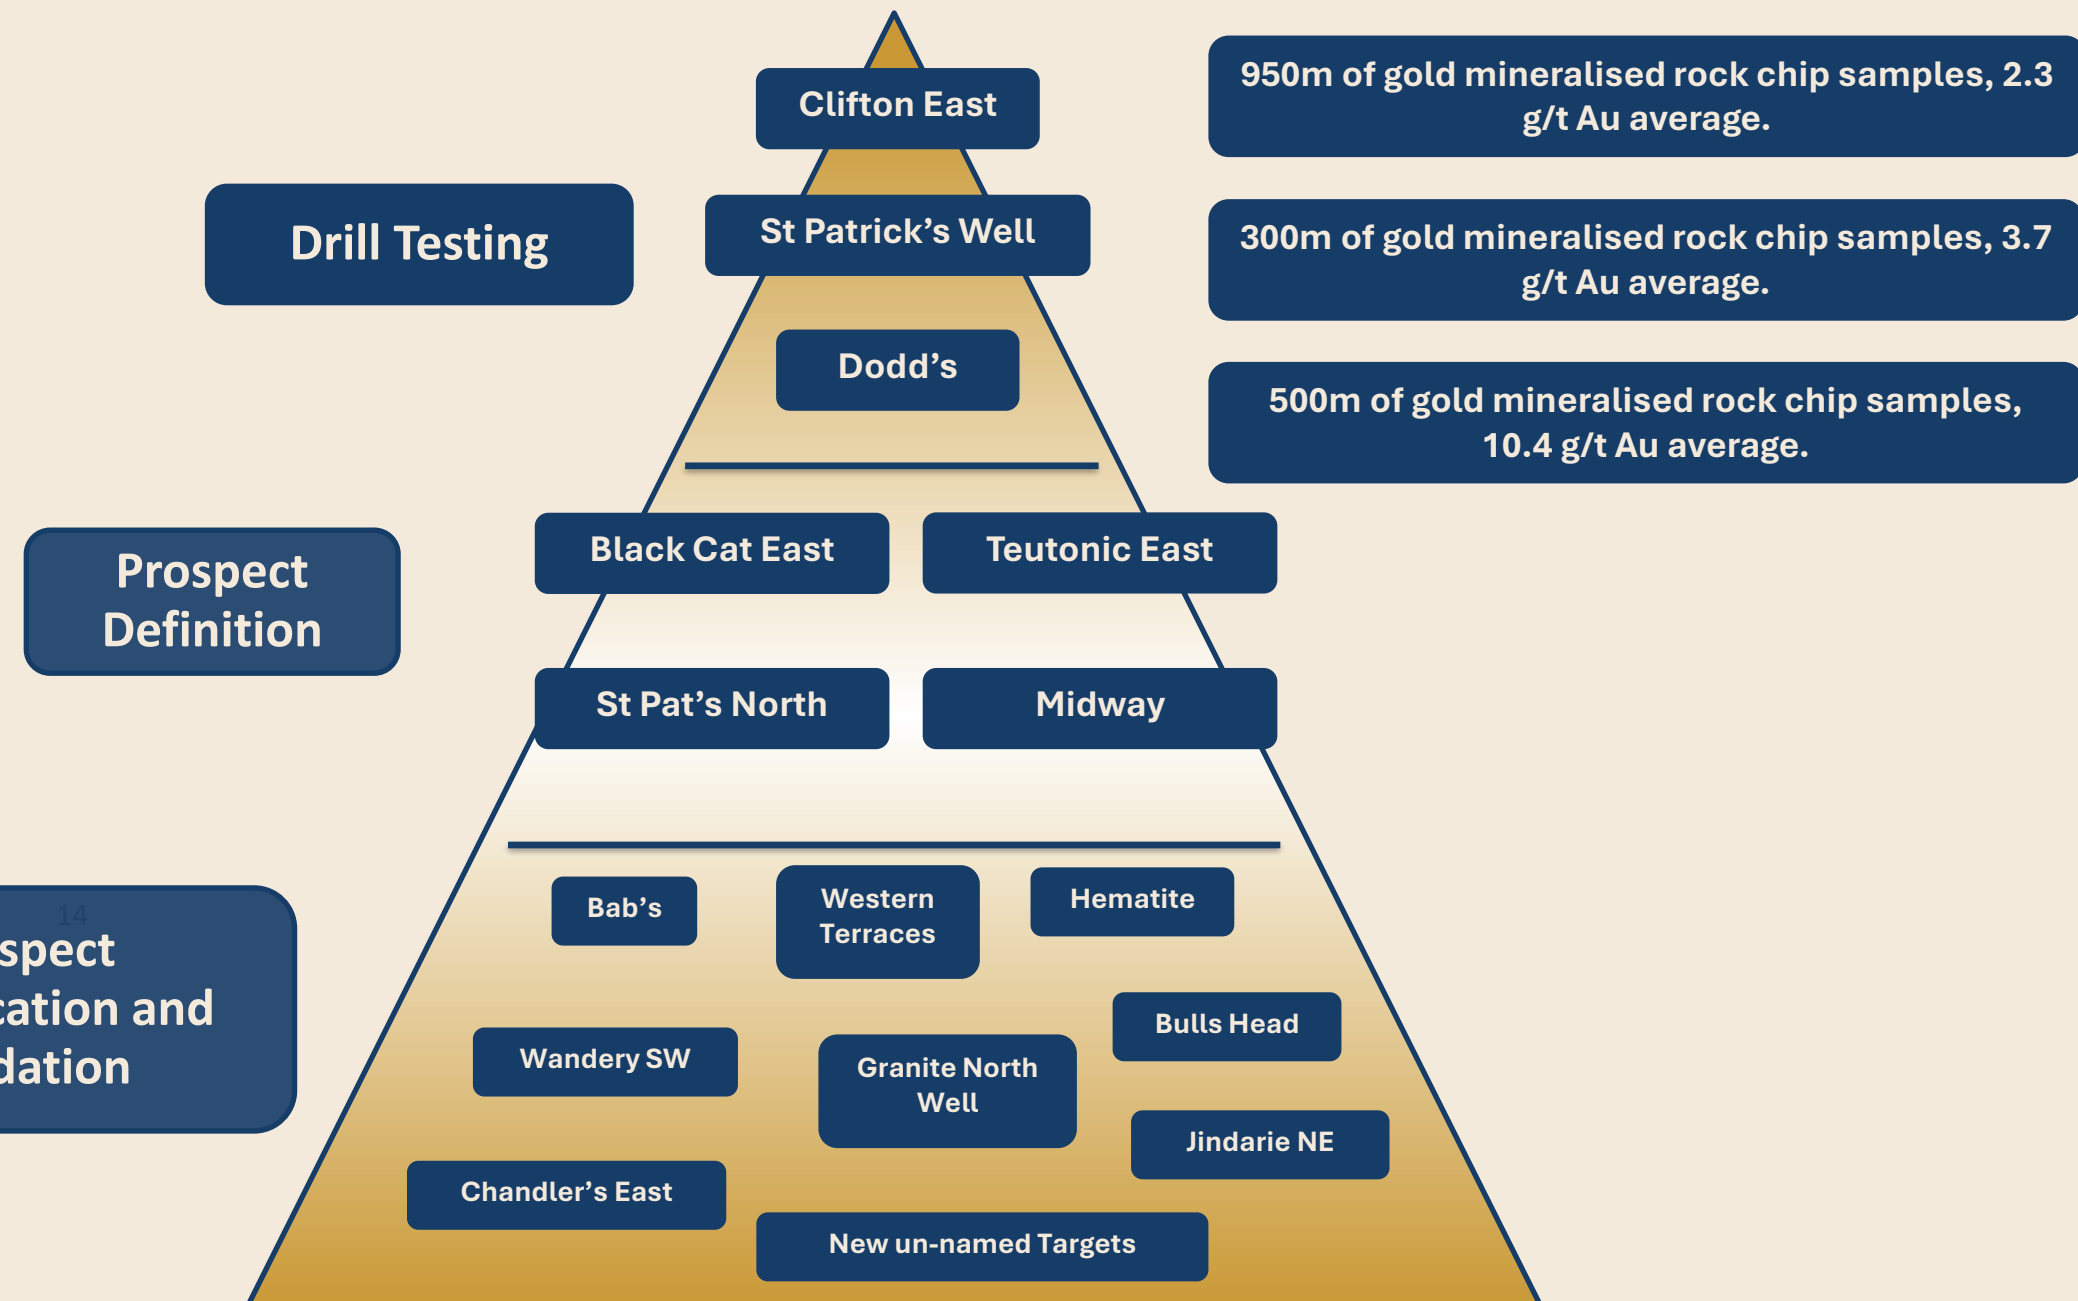 Clifton East
950m of gold mineralised rock chip samples, 2.3
g/t Au average.
Drill Testing
St Patrick’s Well
300m of gold mineralised rock chip samples, 3.7
g/t Au average.
Dodd’s
500m of gold mineralised rock chip samples,
10.4 g/t Au average.
Prospect
Definition
Black Cat East
Teutonic East
St Pat’s North
Midway
14
spect
cation and
dation
Bab’s
Western
Terraces
Hematite
Bulls Head
Wandery SW
Granite North
Well
Jindarie NE
Chandler’s East
New un-named Targets